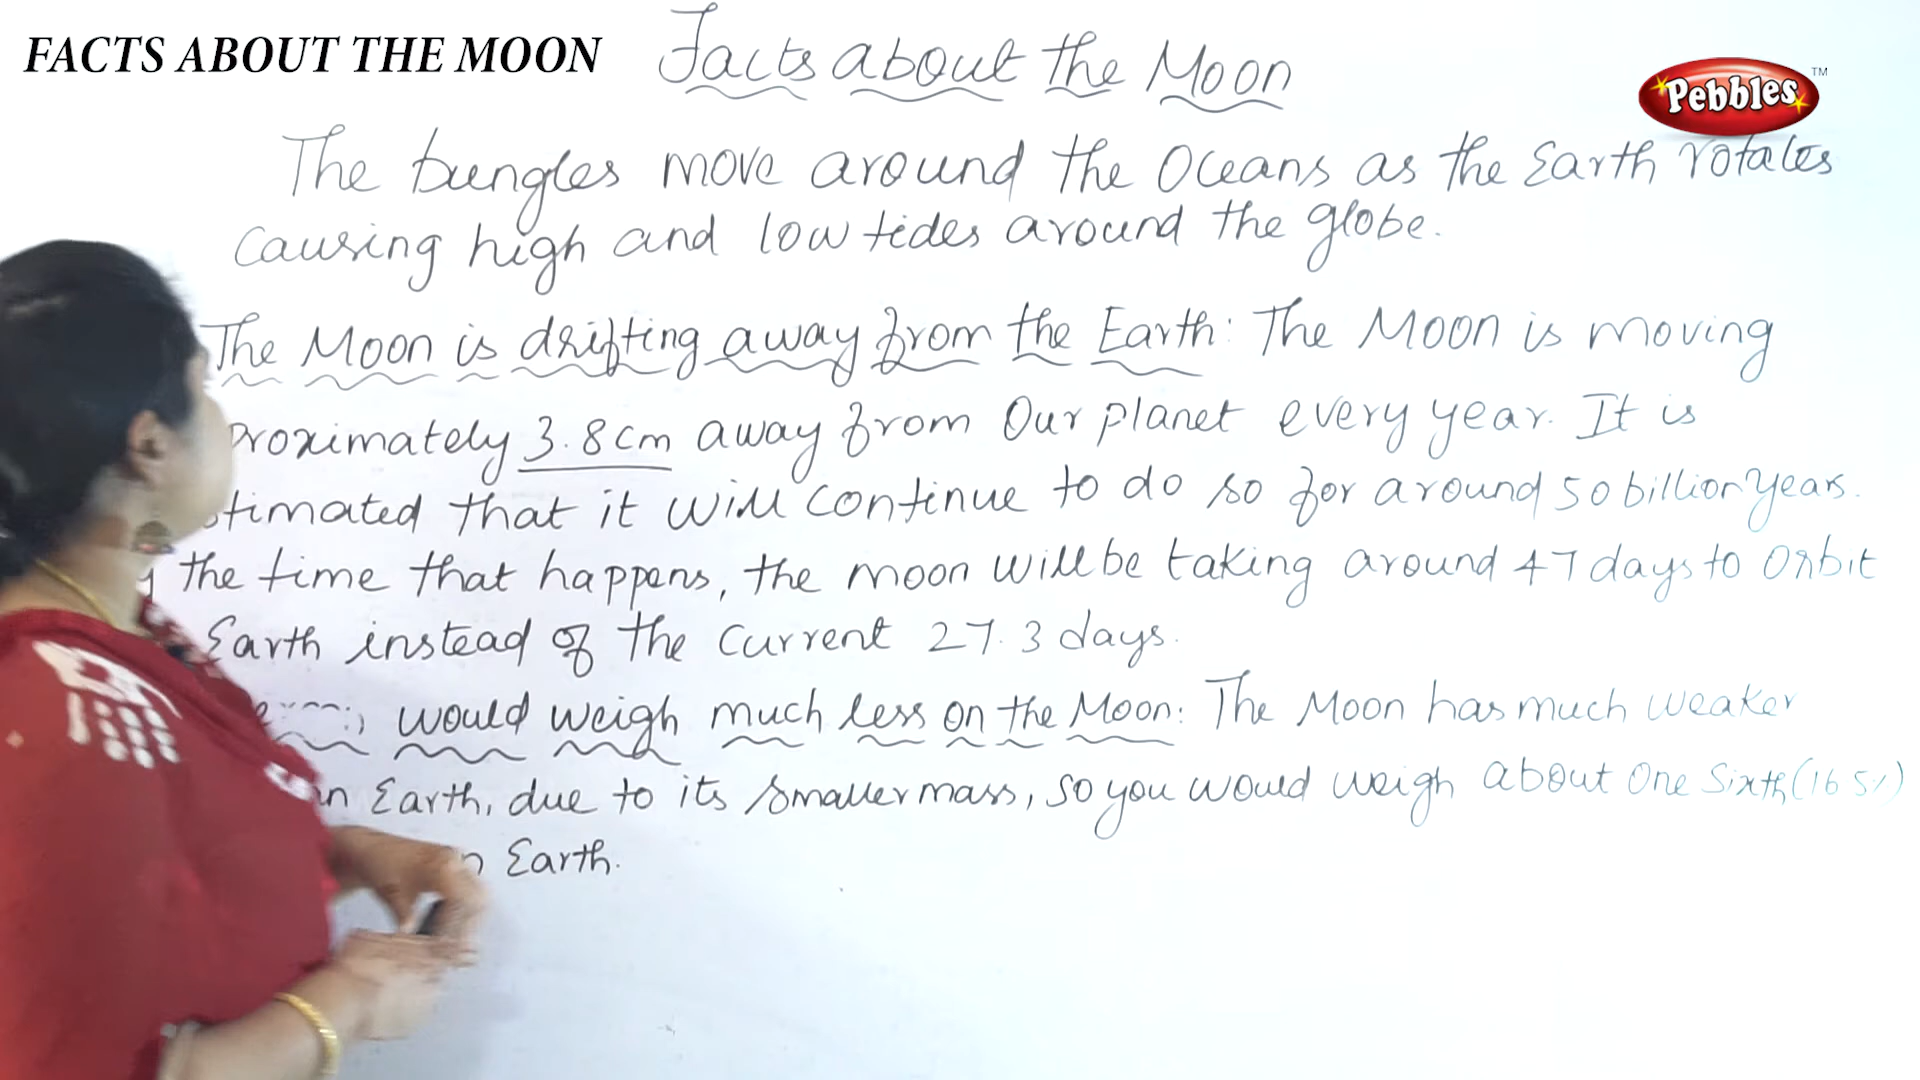 FACTS ABOUT THE MOON
Facts about the Moon
Pebbles TM
The bungles move around the Oceans as the Earth rotates
causing high and low tides around the globe.
The Moon is drifting away from the Earth: The Moon is moving
proximately 3.8cm away from Our planet every year. It is
timated that it will continue to do so for around 50 billion years.
the time that happens, the moon will be taking around 47 days to Orbit
Earth instead of the current 27.3 days.
would weigh much less on the Moon: The Moon has much weaker
n Earth, due to its smaller mass, so you would weigh about One Sixth (16 5%)
n Earth.